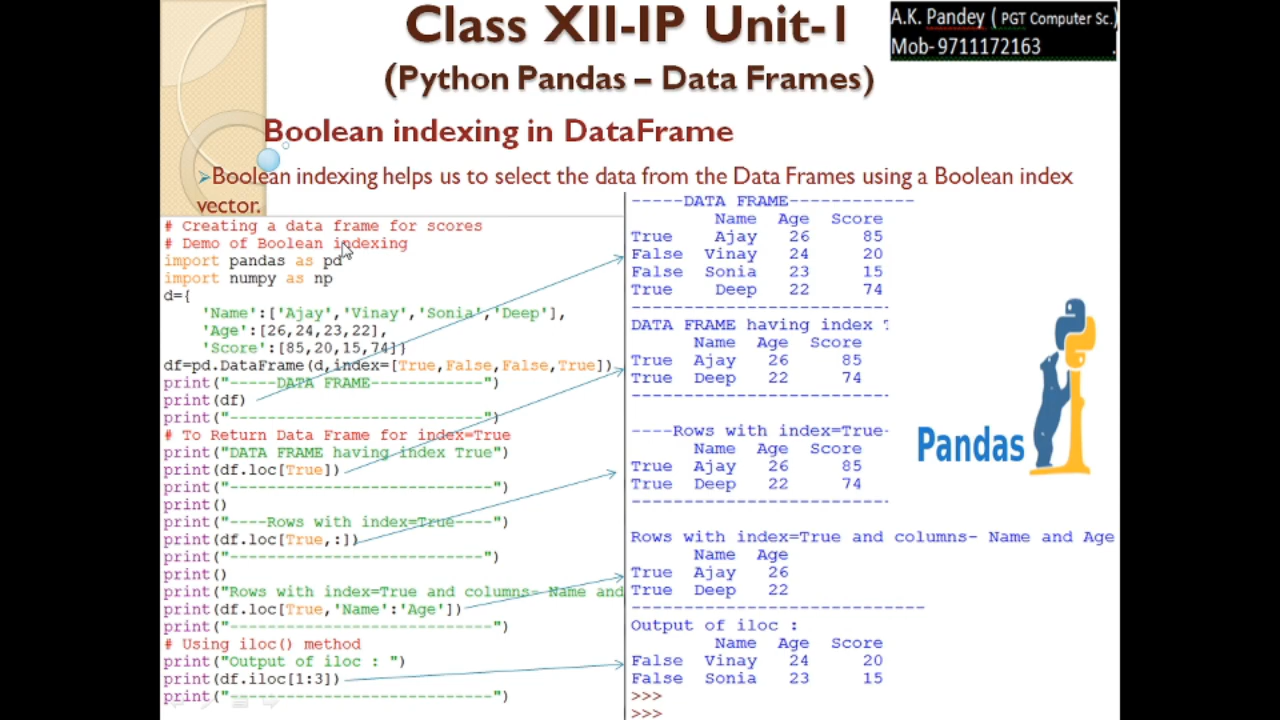 Class XII-IP Unit-1
(Python Pandas – Data Frames)
A.K. Pandey ( PGT Computer Sc.)
Mob- 9711172163 .
Boolean indexing in DataFrame
➢Boolean indexing helps us to select the data from the Data Frames using a Boolean index
vector.
# Creating a data frame for scores
# Demo of Boolean indexing
import pandas as pd
import numpy as np
d={
'Name':['Ajay','Vinay','Sonia','Deep'],
'Age':[26,24,23,22],
'Score':[85,20,15,74]}
df=pd.DataFrame(d,index=[True,False,False,True])
print("-----DATA FRAME------------")
print(df)
print("----------------------------")
# To Return Data Frame for index=True
print("DATA FRAME having index True")
print(df.loc[True])
print("----------------------------")
print()
print("----Rows with index=True----")
print(df.loc[True,:])
print("----------------------------")
print()
print("Rows with index=True and columns- Name and
print(df.loc[True,'Name':'Age'])
print("----------------------------")
# Using iloc() method
print("Output of iloc : ")
print(df.iloc[1:3])
print("----------------------------")
-----DATA FRAME------------
Name Age Score
True Ajay 26 85
False Vinay 24 20
False Sonia 23 15
True Deep 22 74
----------------------------
DATA FRAME having index
Name Age Score
True Ajay 26 85
True Deep 22 74
----------------------------
----Rows with index=True-
Name Age Score
True Ajay 26 85
True Deep 22 74
----------------------------
Rows with index=True and columns- Name and Age
Name Age
True Ajay 26
True Deep 22
----------------------------
Output of iloc :
Name Age Score
False Vinay 24 20
False Sonia 23 15
>>>
>>>
Pandas